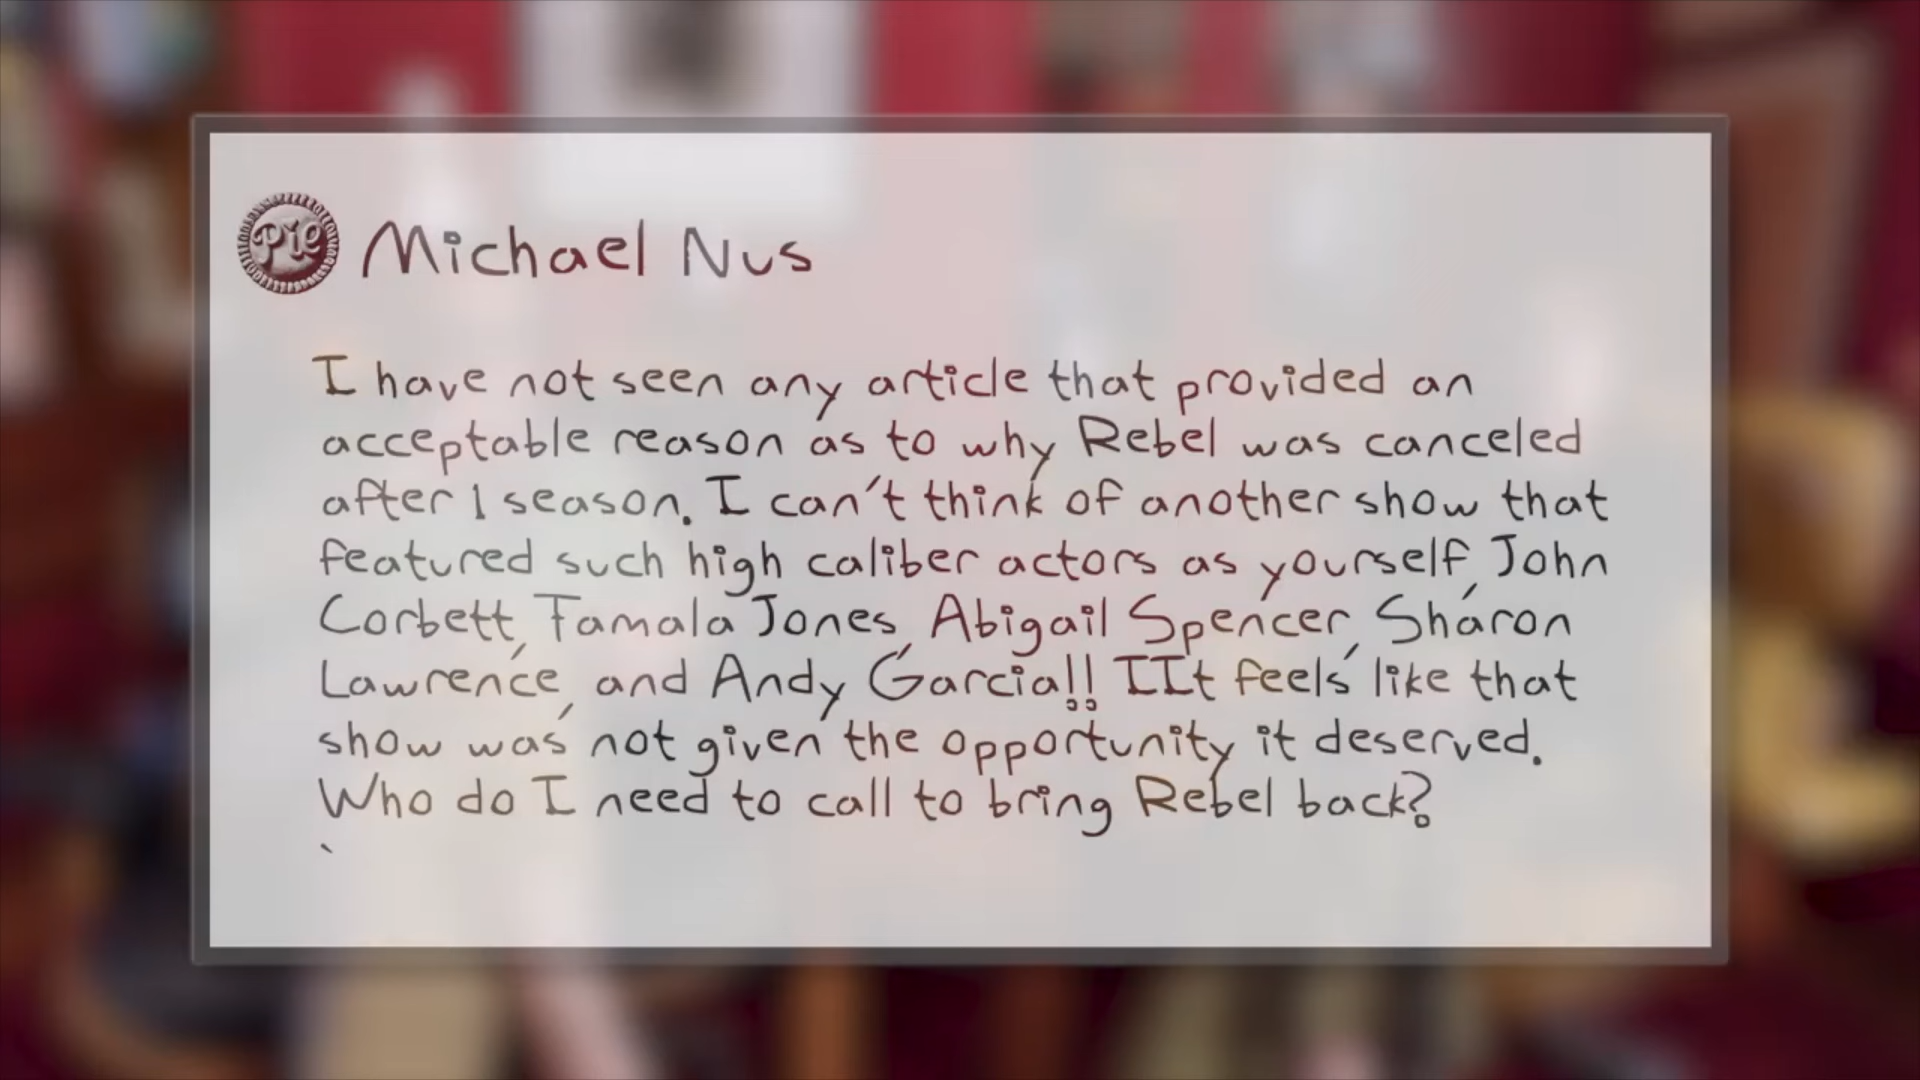 Pie
Michael Nus
I have not seen any article that provided an
acceptable reason as to why Rebel was canceled
after 1 season. I can't think of another show that
featured such high caliber actors as yourself, John
Corbett, Tamala Jones, Abigail Spencer, Sharon
Lawrence, and Andy Garcia!! IIt feels like that
show was not given the opportunity it deserved.
Who do I need to call to bring Rebel back?
`